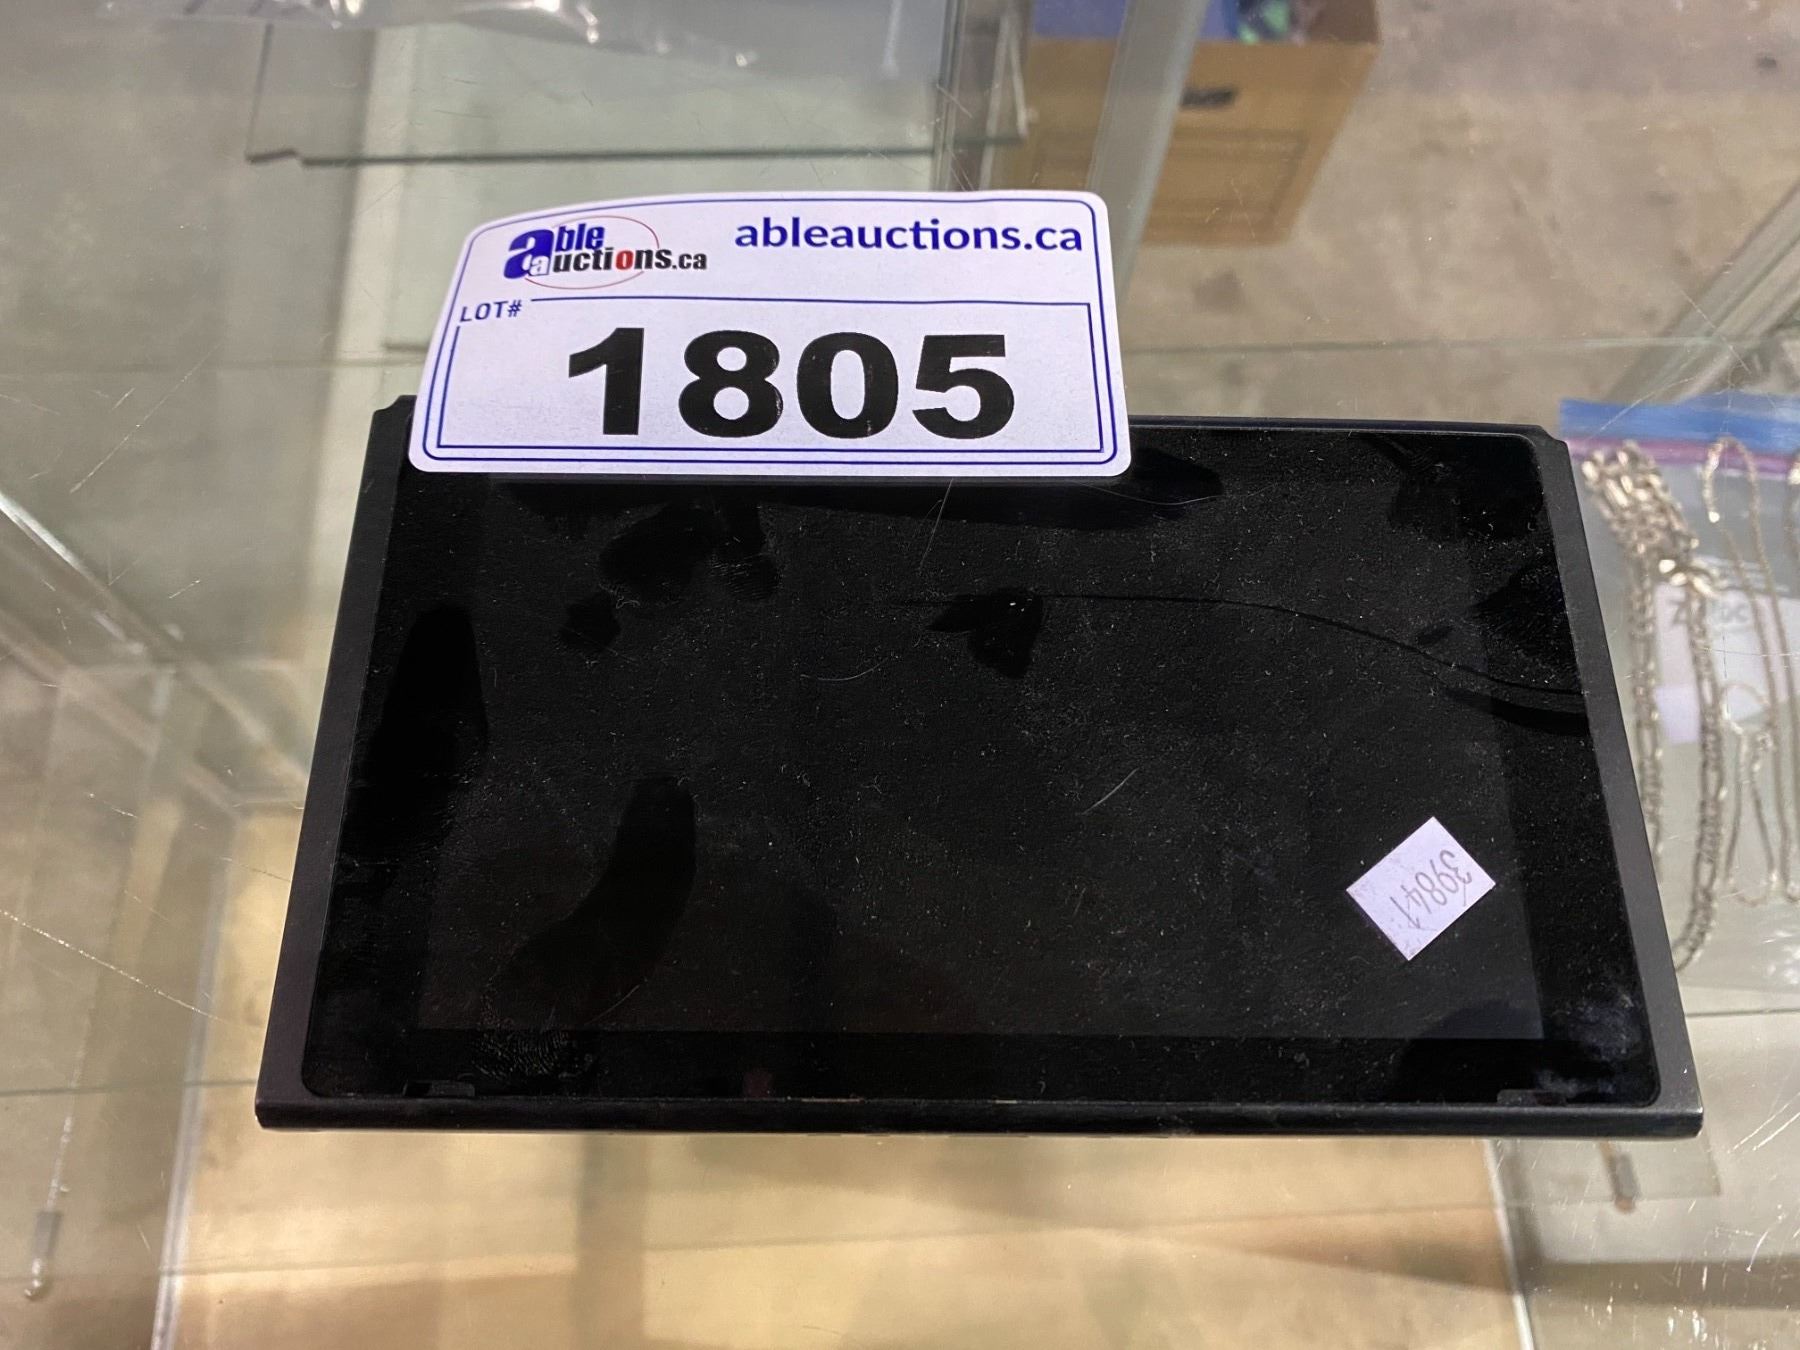 able auctions.ca
ableauctions.ca
LOT#
1805
39841